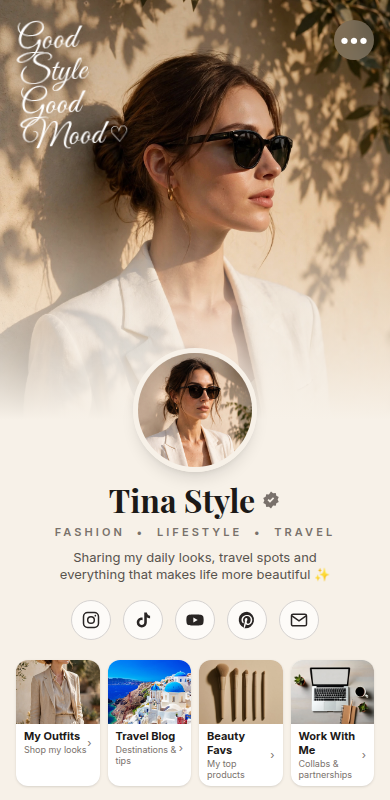 Good
Style
Good
Mood♡
Tina Style
FASHION • LIFESTYLE • TRAVEL
Sharing my daily looks, travel spots and
everything that makes life more beautiful ✨
My Outfits
Shop my looks
Travel Blog
Destinations &
tips
Beauty
Favs
My top
products
Work With
Me
Collabs &
partnerships